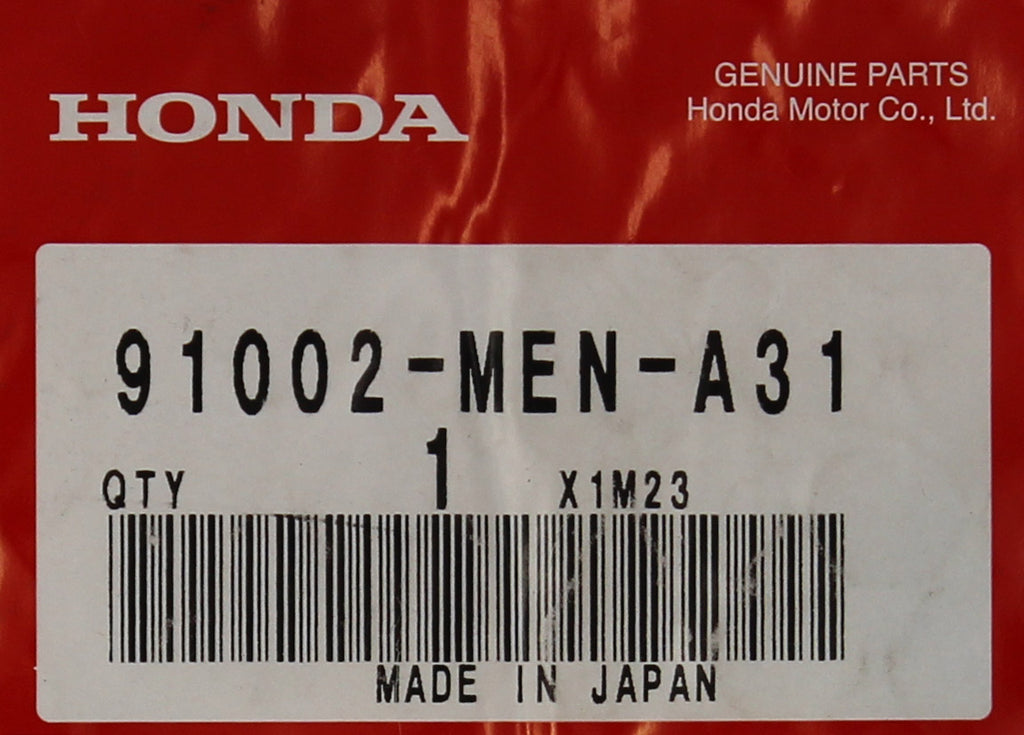 HONDA
GENUINE PARTS
Honda Motor Co., Ltd.
91002-MEN-A31
QTY 1 X1M23
MADE IN JAPAN